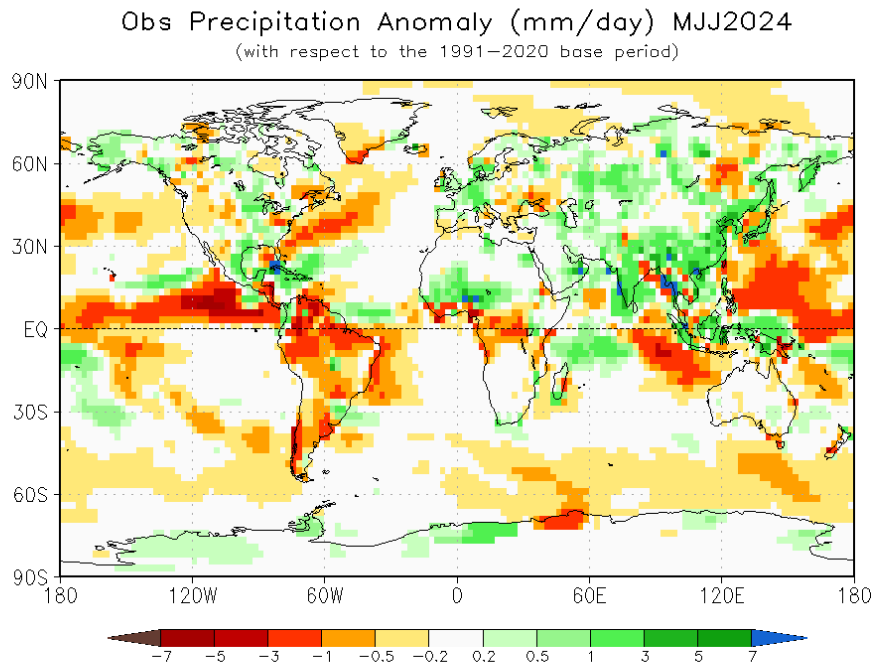 Obs Precipitation Anomaly (mm/day) MJJ2024
(with respect to the 1991−2020 base period)
90N
60N
30N
EQ
30S
60S
90S
180 120W 60W 0 60E 120E 180
−7 −5 −3 −1 −0.5 −0.2 0.2 0.5 1 3 5 7